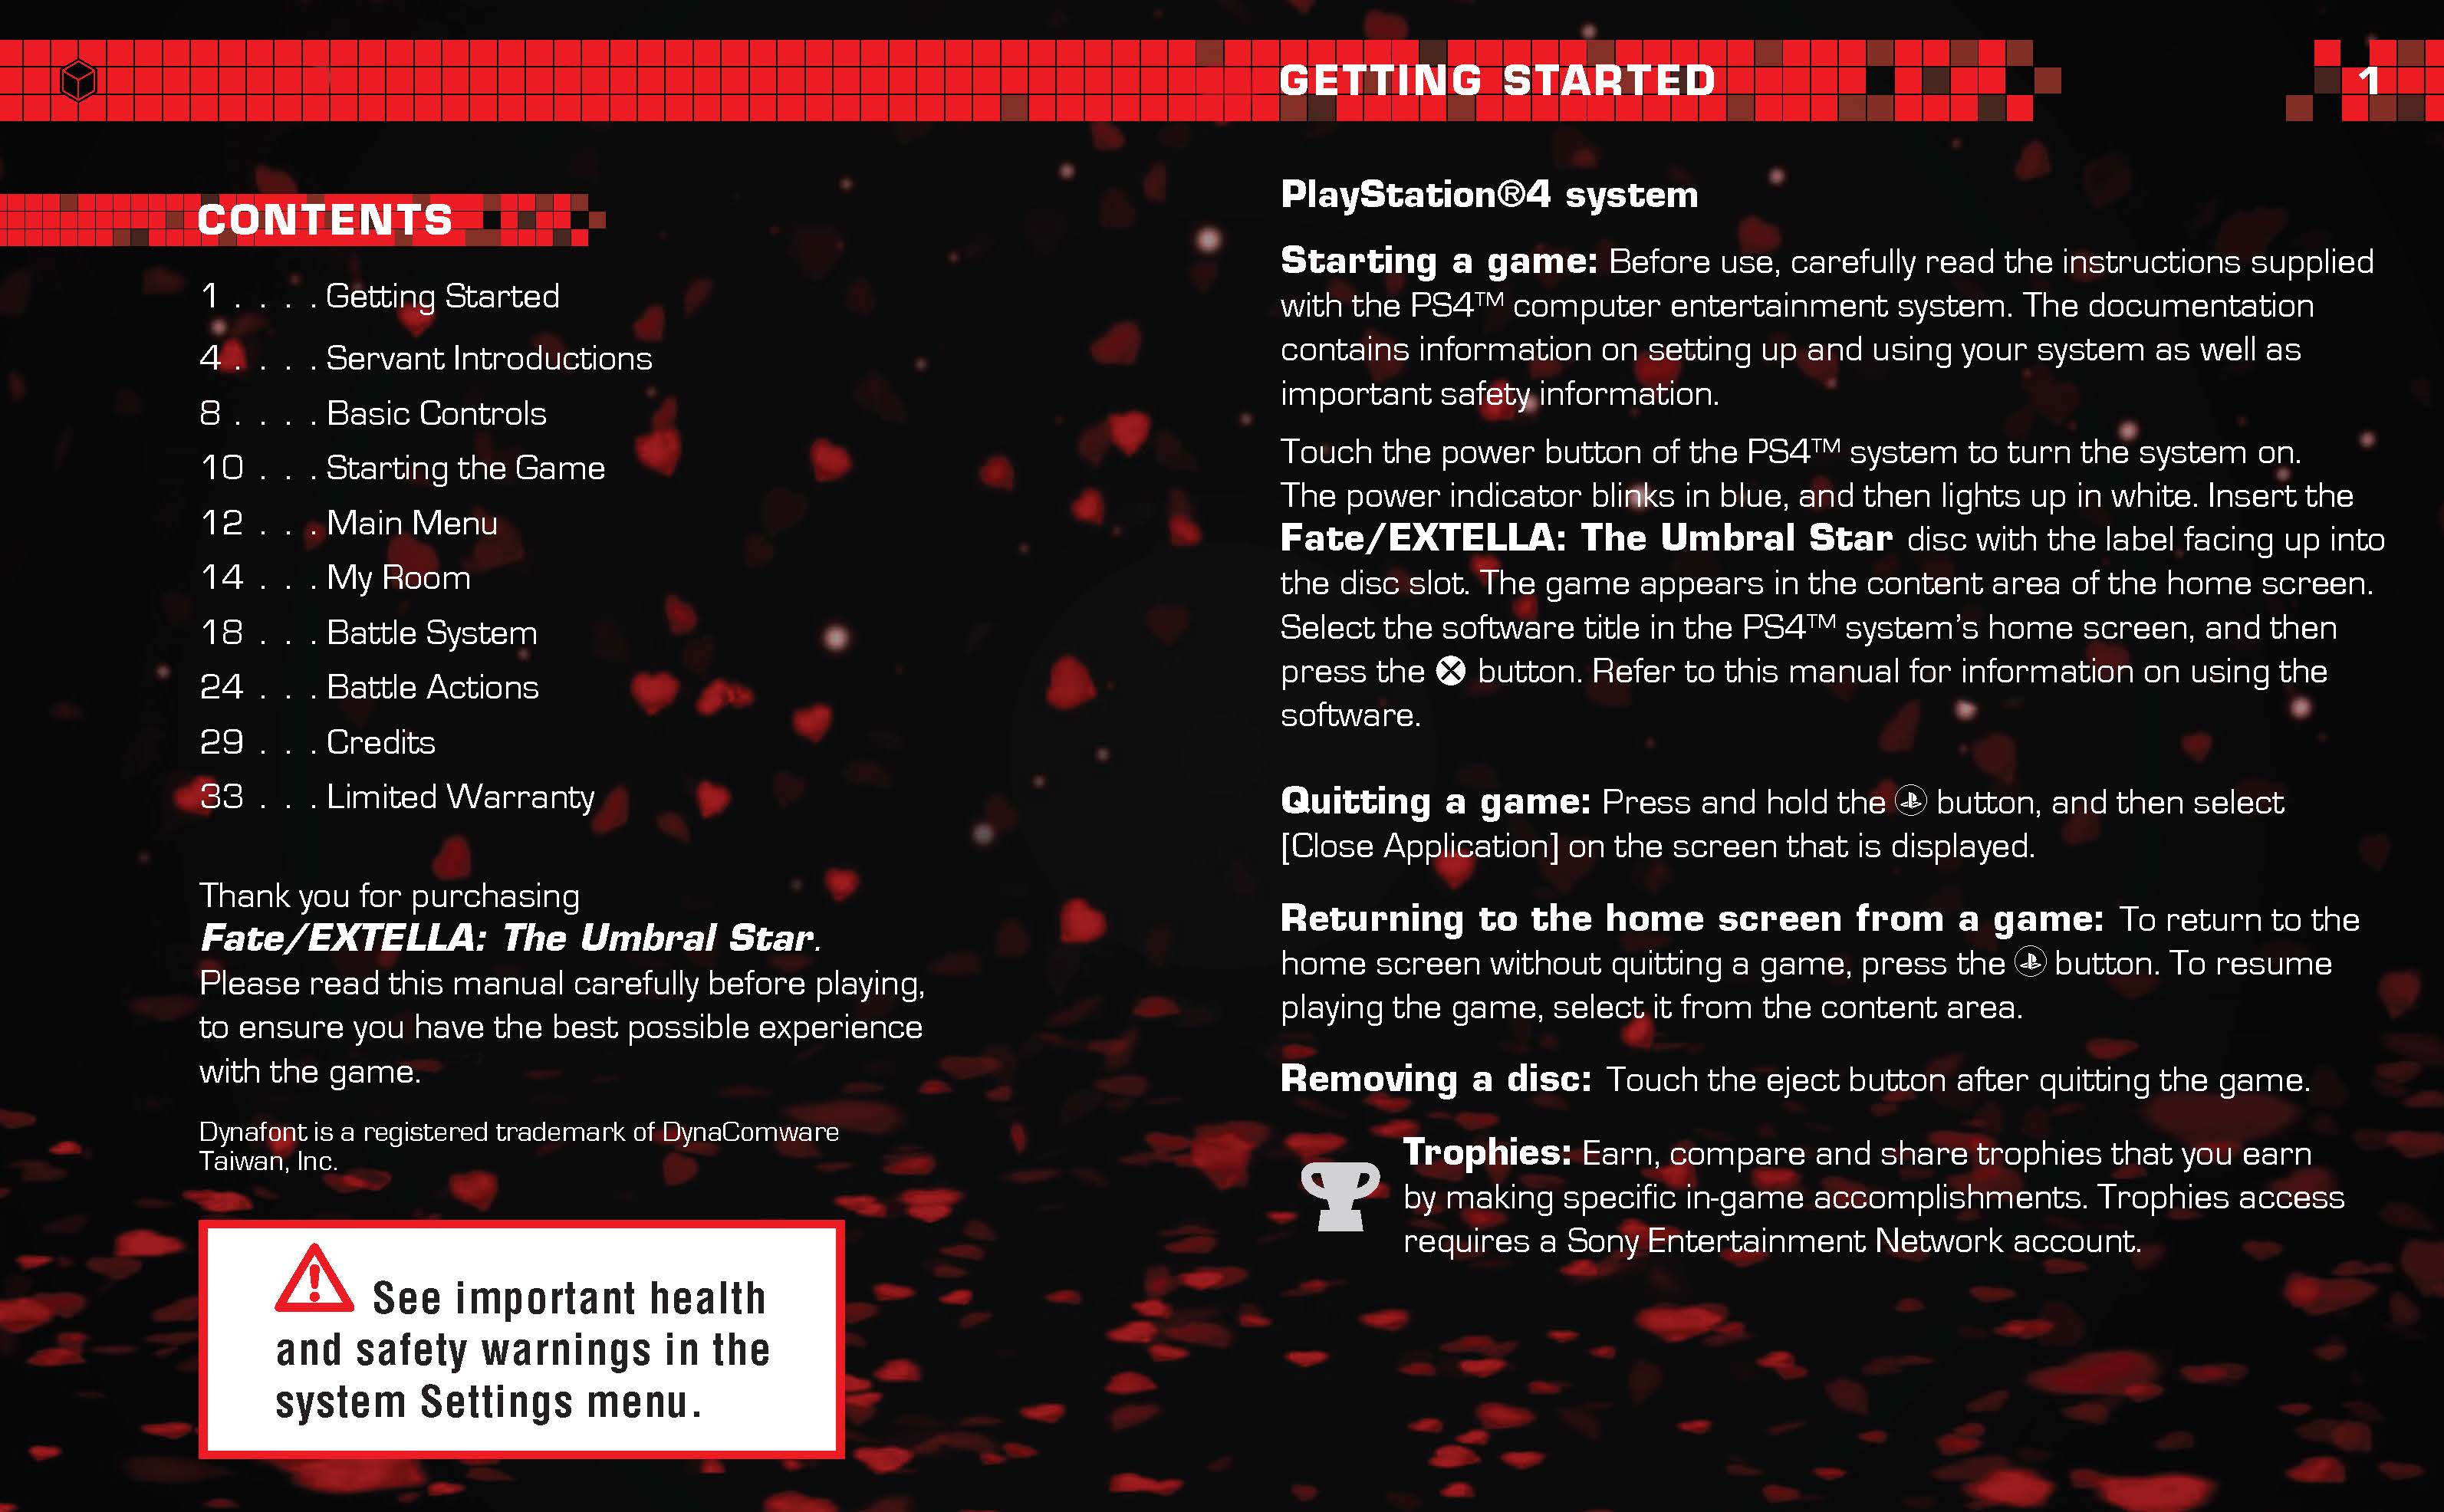 CONTENTS
1 . . . . Getting Started
4 . . . . Servant Introductions
8 . . . . Basic Controls
10 . . . Starting the Game
12 . . . Main Menu
14 . . . My Room
18 . . . Battle System
24 . . . Battle Actions
29 . . . Credits
33 . . . Limited Warranty
Thank you for purchasing
Fate/EXTELLA: The Umbral Star.
Please read this manual carefully before playing,
to ensure you have the best possible experience
with the game.
Dynafont is a registered trademark of DynaComware
Taiwan, Inc.
See important health
and safety warnings in the
system Settings menu.
GETTING STARTED
1
PlayStation®4 system
Starting a game: Before use, carefully read the instructions supplied
with the PS4™ computer entertainment system. The documentation
contains information on setting up and using your system as well as
important safety information.
Touch the power button of the PS4™ system to turn the system on.
The power indicator blinks in blue, and then lights up in white. Insert the
Fate/EXTELLA: The Umbral Star disc with the label facing up into
the disc slot. The game appears in the content area of the home screen.
Select the software title in the PS4™ system’s home screen, and then
press the button. Refer to this manual for information on using the
software.
Quitting a game: Press and hold the button, and then select
[Close Application] on the screen that is displayed.
Returning to the home screen from a game: To return to the
home screen without quitting a game, press the button. To resume
playing the game, select it from the content area.
Removing a disc: Touch the eject button after quitting the game.
Trophies: Earn, compare and share trophies that you earn
by making specific in-game accomplishments. Trophies access
requires a Sony Entertainment Network account.